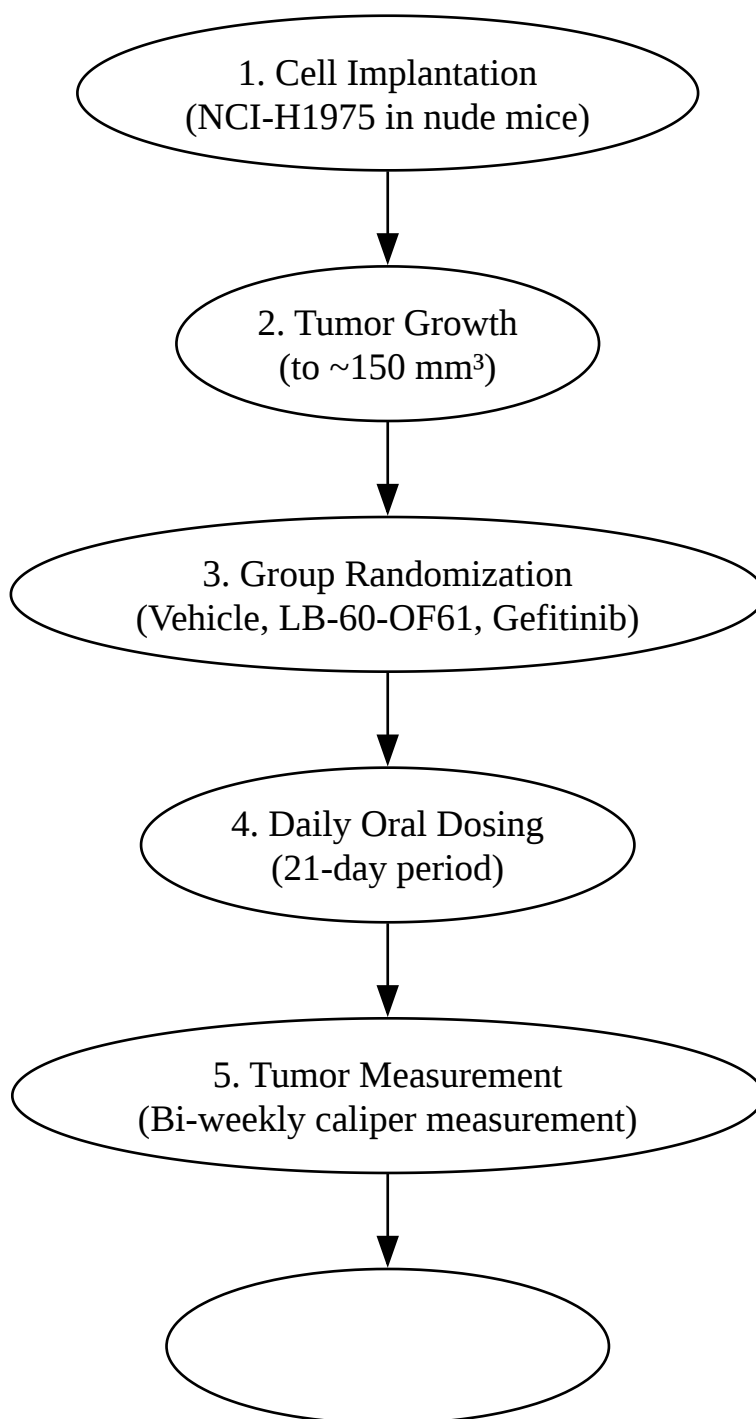 1. Cell Implantation
(NCI-H1975 in nude mice)
2. Tumor Growth
(to ~150 mm³)
3. Group Randomization
(Vehicle, LB-60-OF61, Gefitinib)
4. Daily Oral Dosing
(21-day period)
5. Tumor Measurement
(Bi-weekly caliper measurement)